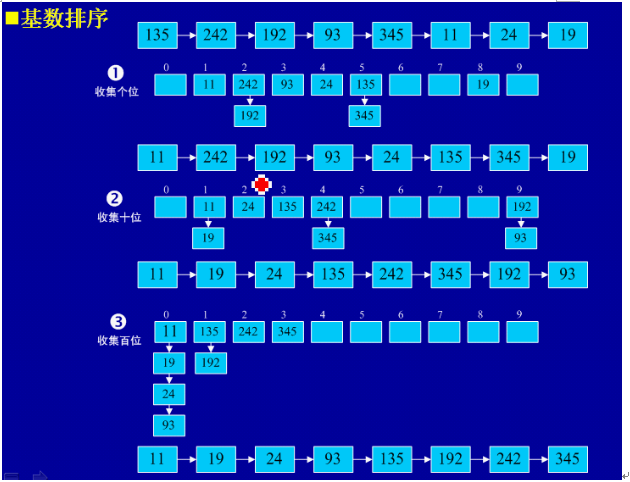 ■基数排序
135 242 192 93 345 11 24 19
❶ 0 1 2 3 4 5 6 7 8 9
收集个位 11 242 93 24 135 19
192 345
11 242 192 93 24 135 345 19
❷ 0 1 2 3 4 5 6 7 8 9
收集十位 11 24 135 242 192
19 345 93
11 19 24 135 242 345 192 93
❸ 0 1 2 3 4 5 6 7 8 9
收集百位 11 135 242 345
19 192
24
93
11 19 24 93 135 192 242 345